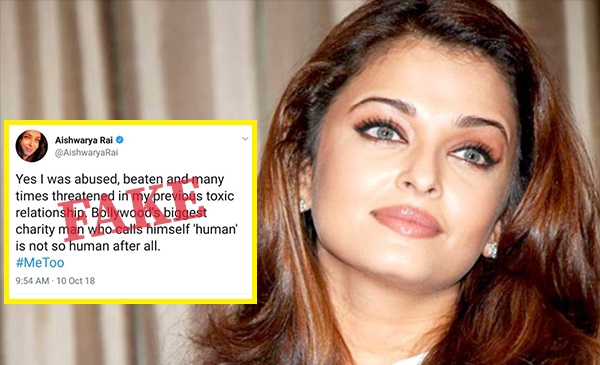 Aishwarya Rai
@AishwaryaRai
Yes I was abused, beaten and many
times threatened in my previous toxic
relationship. Bollywood's biggest
charity man who calls himself 'human'
is not so human after all.
#MeToo
9:54 AM · 10 Oct 18
FAKE